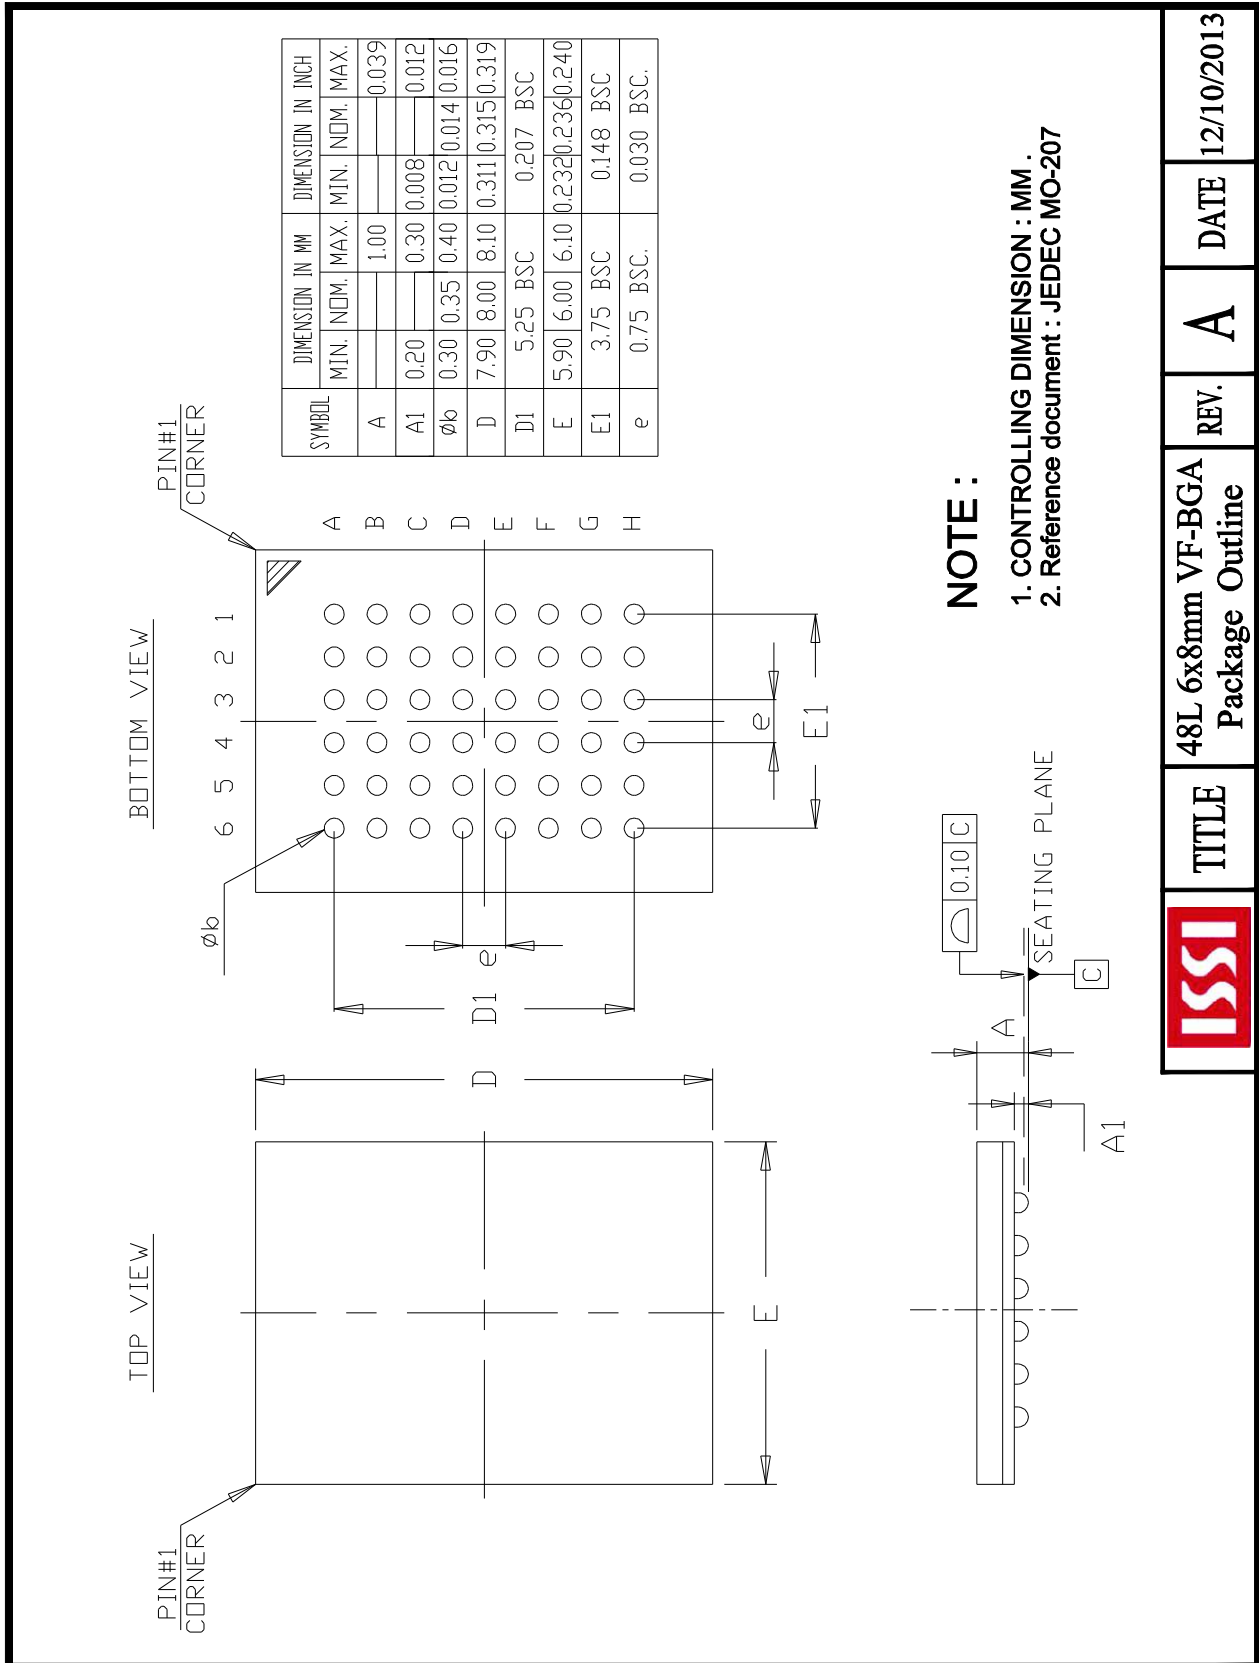 TOP VIEW
BOTTOM VIEW
PIN#1
CORNER
PIN#1
CORNER
Øb
6 5 4 3 2 1
A
B
C
D
E
F
G
H
D
D1
e
E
e
E1
SYMBOL DIMENSION IN MM DIMENSION IN INCH
MIN. NOM. MAX. MIN. NOM. MAX.
A 1.00 0.039
A1 0.20 0.30 0.008 0.012
Øb 0.30 0.35 0.40 0.012 0.014 0.016
D 7.90 8.00 8.10 0.311 0.315 0.319
D1 5.25 BSC 0.207 BSC
E 5.90 6.00 6.10 0.232 0.236 0.240
E1 3.75 BSC 0.148 BSC
e 0.75 BSC. 0.030 BSC.
A
A1
0.10 C
SEATING PLANE
C
NOTE :
1. CONTROLLING DIMENSION : MM .
2. Reference document : JEDEC MO-207
ISSI
TITLE
48L 6x8mm VF-BGA
Package Outline
REV.
A
DATE
12/10/2013